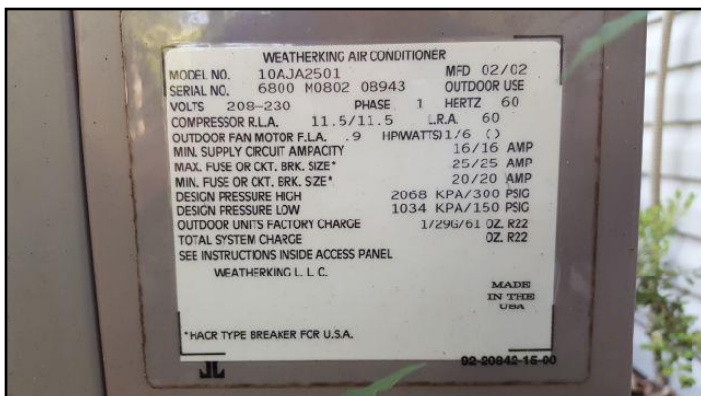 WEATHERKING AIR CONDITIONER
MODEL NO. 10AJA2501 MFD 02/02
SERIAL NO. 6800 M0802 08943 OUTDOOR USE
VOLTS 208-230 PHASE 1 HERTZ 60
COMPRESSOR R.L.A. 11.5/11.5 L.R.A. 60
OUTDOOR FAN MOTOR F.L.A. .9 HP(WATTS)1/6 ()
MIN. SUPPLY CIRCUIT AMPACITY 16/16 AMP
MAX. FUSE OR CKT. BRK. SIZE* 25/25 AMP
MIN. FUSE OR CKT. BRK. SIZE* 20/20 AMP
DESIGN PRESSURE HIGH 2068 KPA/300 PSIG
DESIGN PRESSURE LOW 1034 KPA/150 PSIG
OUTDOOR UNITS FACTORY CHARGE 1729G/61 OZ. R22
TOTAL SYSTEM CHARGE OZ. R22
SEE INSTRUCTIONS INSIDE ACCESS PANEL
WEATHERKING L.L.C.
MADE
IN THE
USA
*HACR TYPE BREAKER FOR U.S.A.
92-20842-15-00